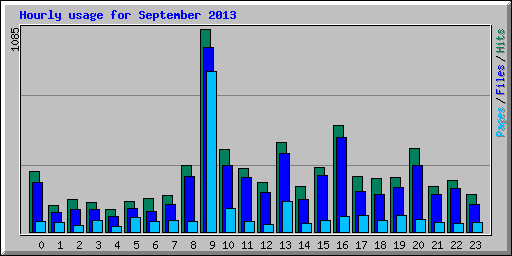 Hourly usage for September 2013
1085
Pages/Files/Hits
0 1 2 3 4 5 6 7 8 9 10 11 12 13 14 15 16 17 18 19 20 21 22 23